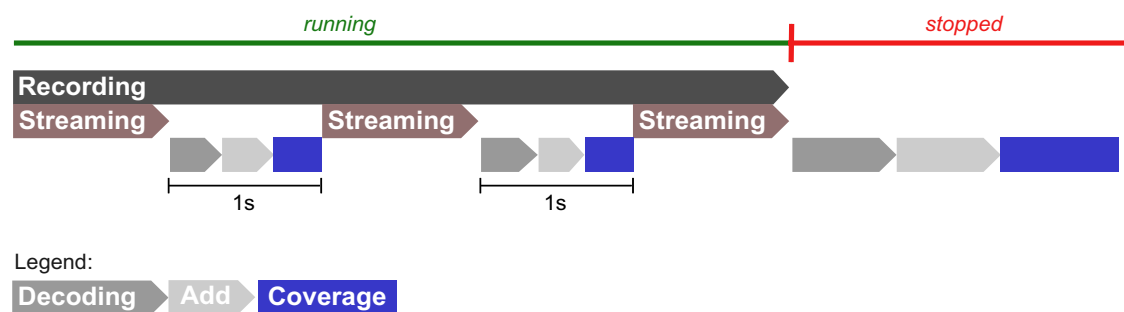 running stopped
Recording
Streaming Streaming Streaming
1s 1s
Legend:
Decoding Add Coverage